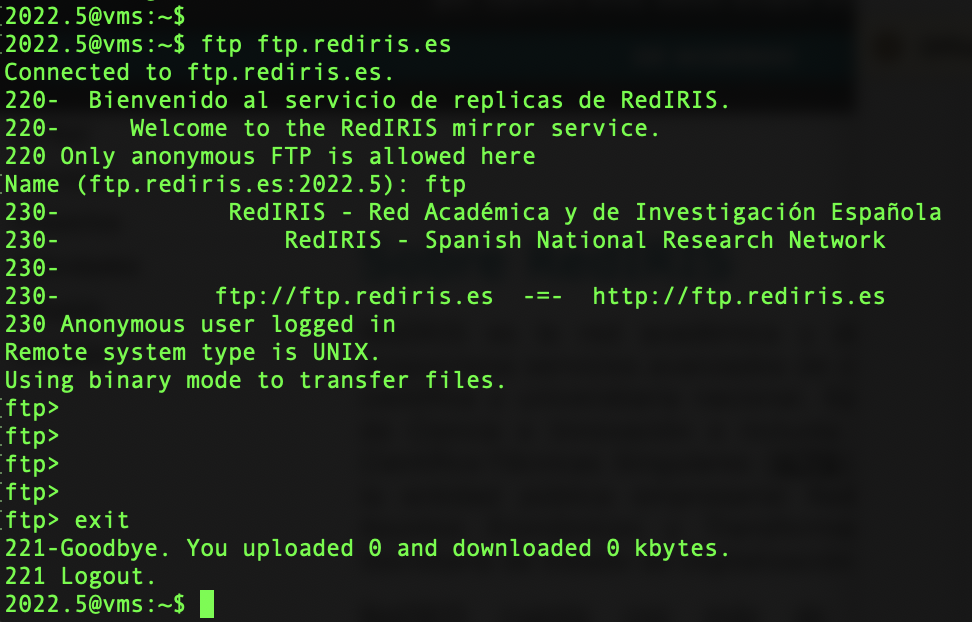 2022.5@vms:~$
2022.5@vms:~$ ftp ftp.rediris.es
Connected to ftp.rediris.es.
220-  Bienvenido al servicio de replicas de RedIRIS.
220-     Welcome to the RedIRIS mirror service.
220 Only anonymous FTP is allowed here
Name (ftp.rediris.es:2022.5): ftp
230-            RedIRIS - Red Académica y de Investigación Española
230-                RedIRIS - Spanish National Research Network
230-
230-           ftp://ftp.rediris.es  -=-  http://ftp.rediris.es
230 Anonymous user logged in
Remote system type is UNIX.
Using binary mode to transfer files.
ftp>
ftp>
ftp>
ftp>
ftp> exit
221-Goodbye. You uploaded 0 and downloaded 0 kbytes.
221 Logout.
2022.5@vms:~$